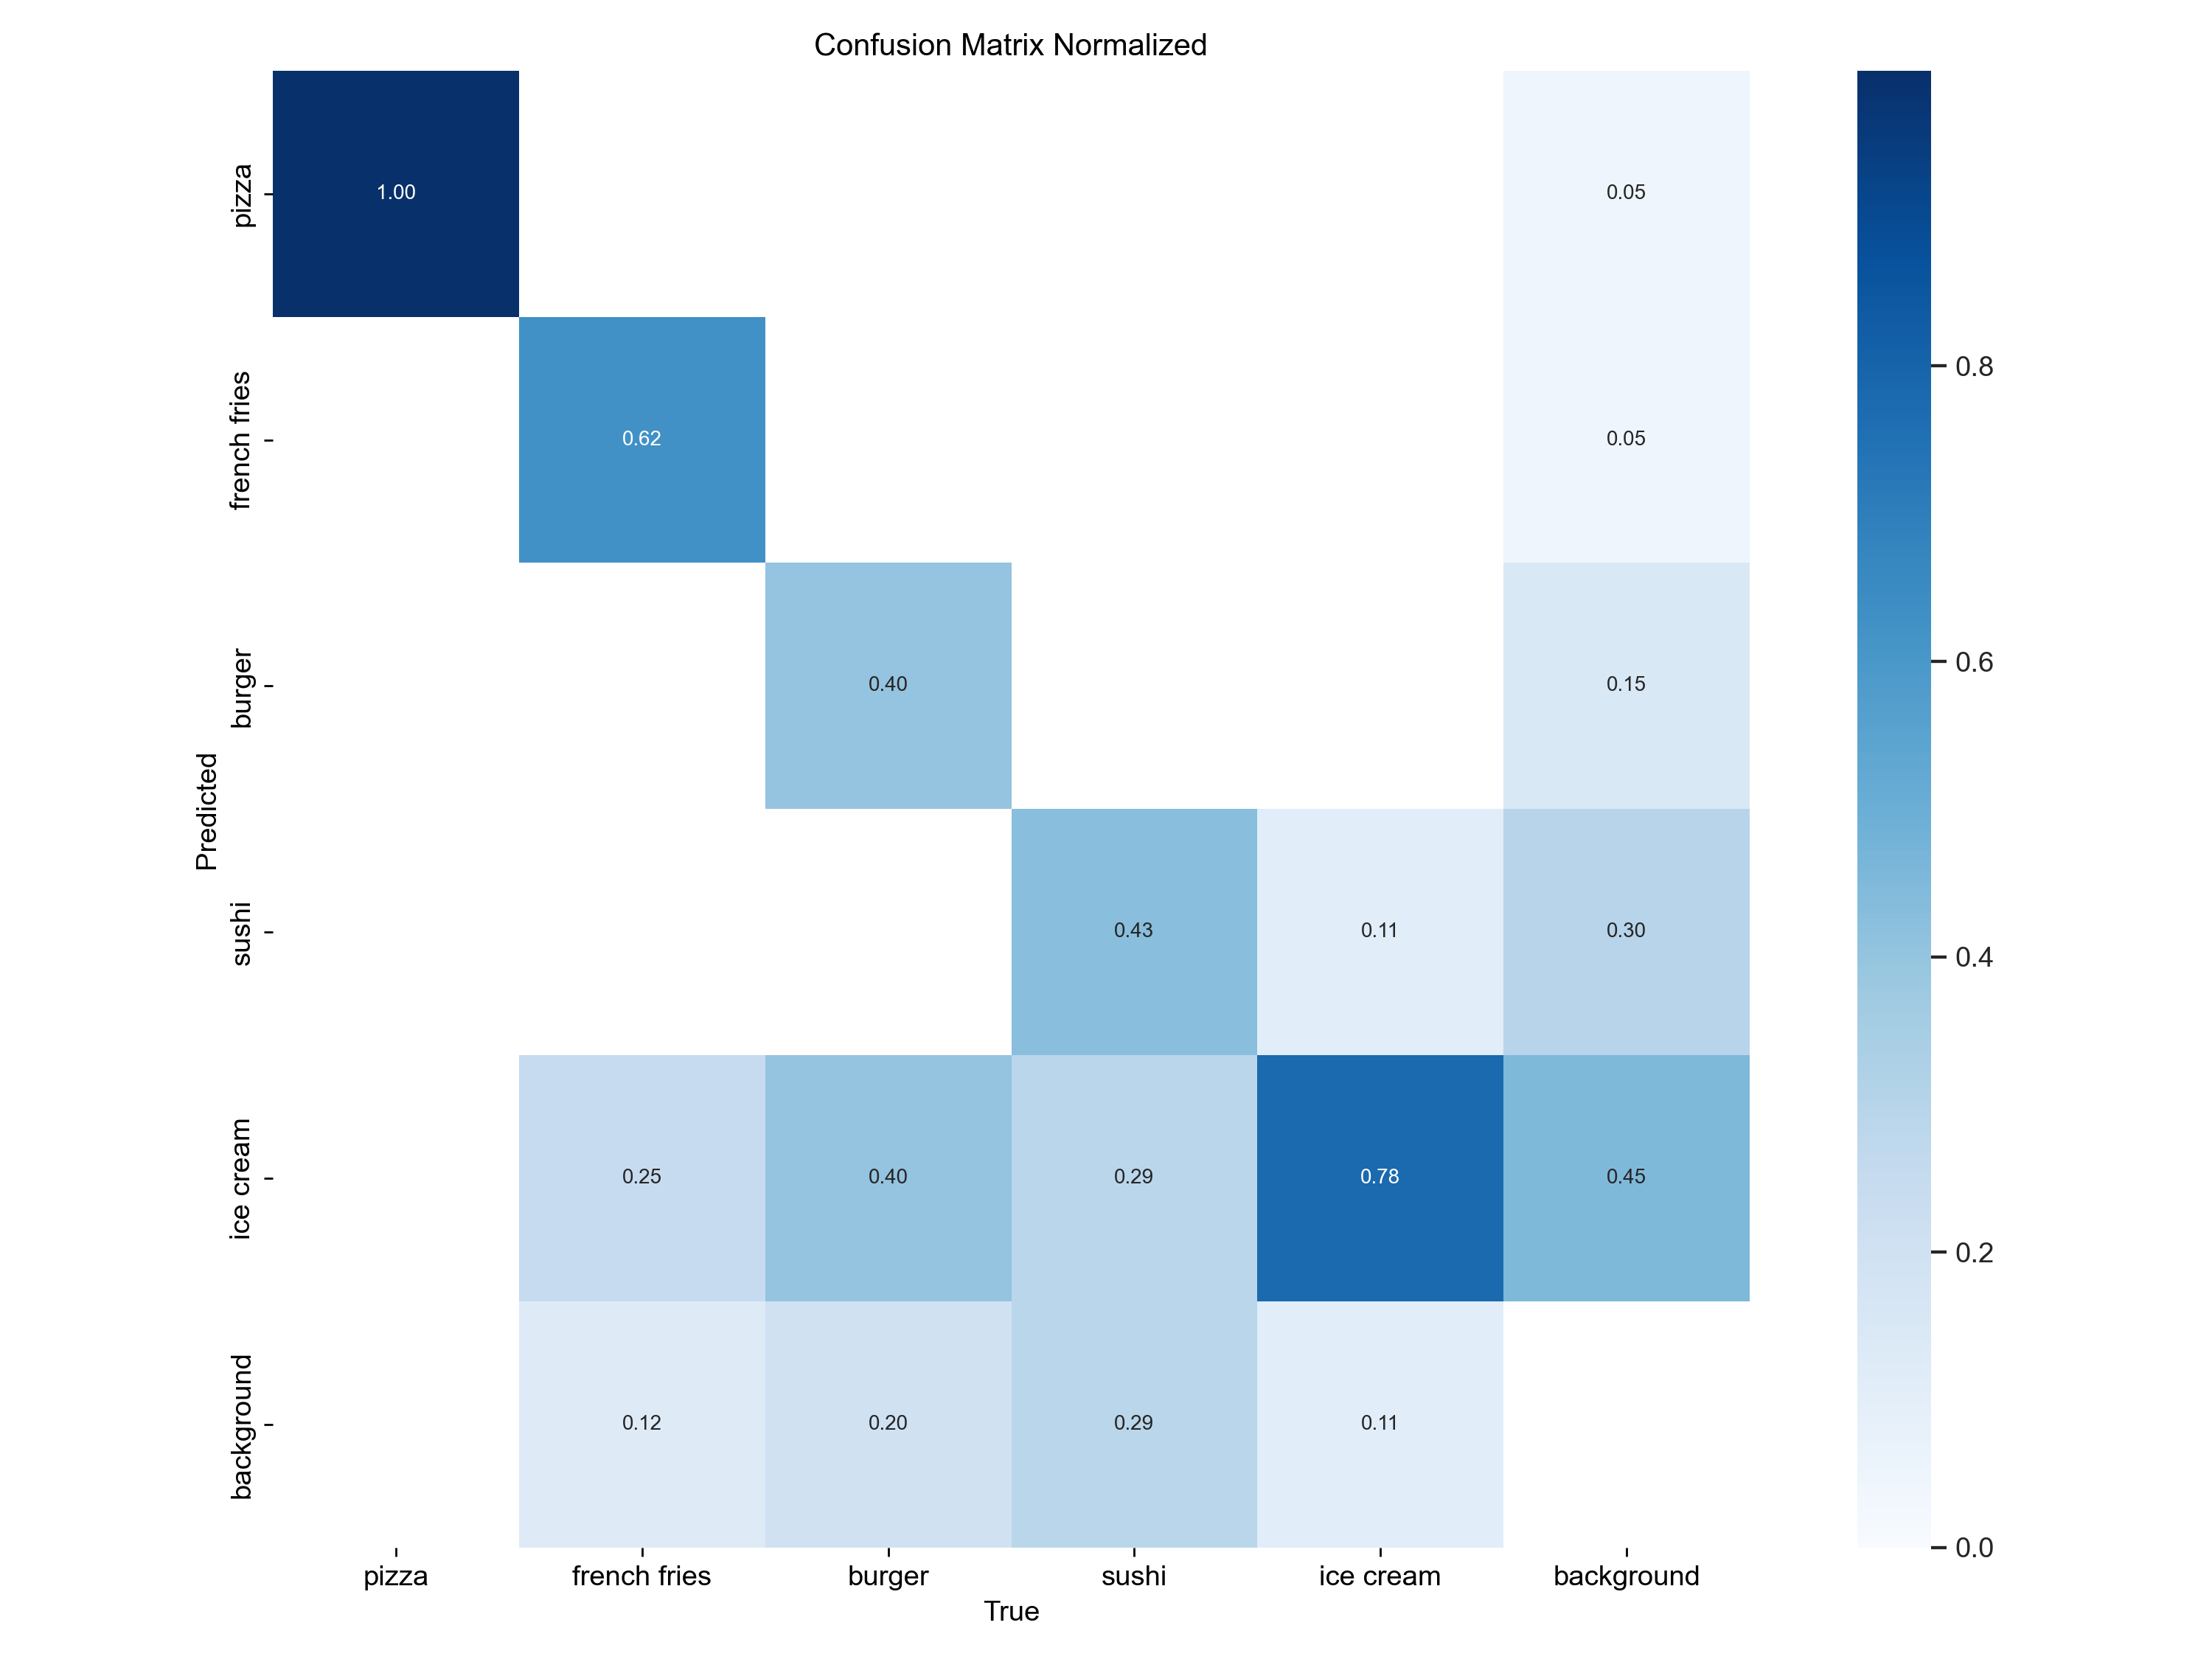 Confusion Matrix Normalized
pizza
1.00
0.05
french fries
0.62
0.05
0.8
burger
0.40
0.15
0.6
Predicted
sushi
0.43
0.11
0.30
0.4
ice cream
0.25
0.40
0.29
0.78
0.45
0.2
background
0.12
0.20
0.29
0.11
0.0
pizza
french fries
burger
sushi
ice cream
background
True